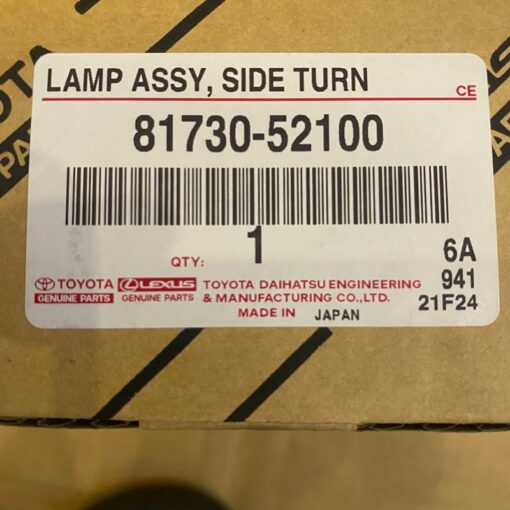 LAMP ASSY, SIDE TURN
CE
81730-52100
QTY: 1
6A
941
21F24
TOYOTA
GENUINE PARTS
LEXUS
GENUINE PARTS
TOYOTA DAIHATSU ENGINEERING
& MANUFACTURING CO.,LTD.
MADE IN JAPAN